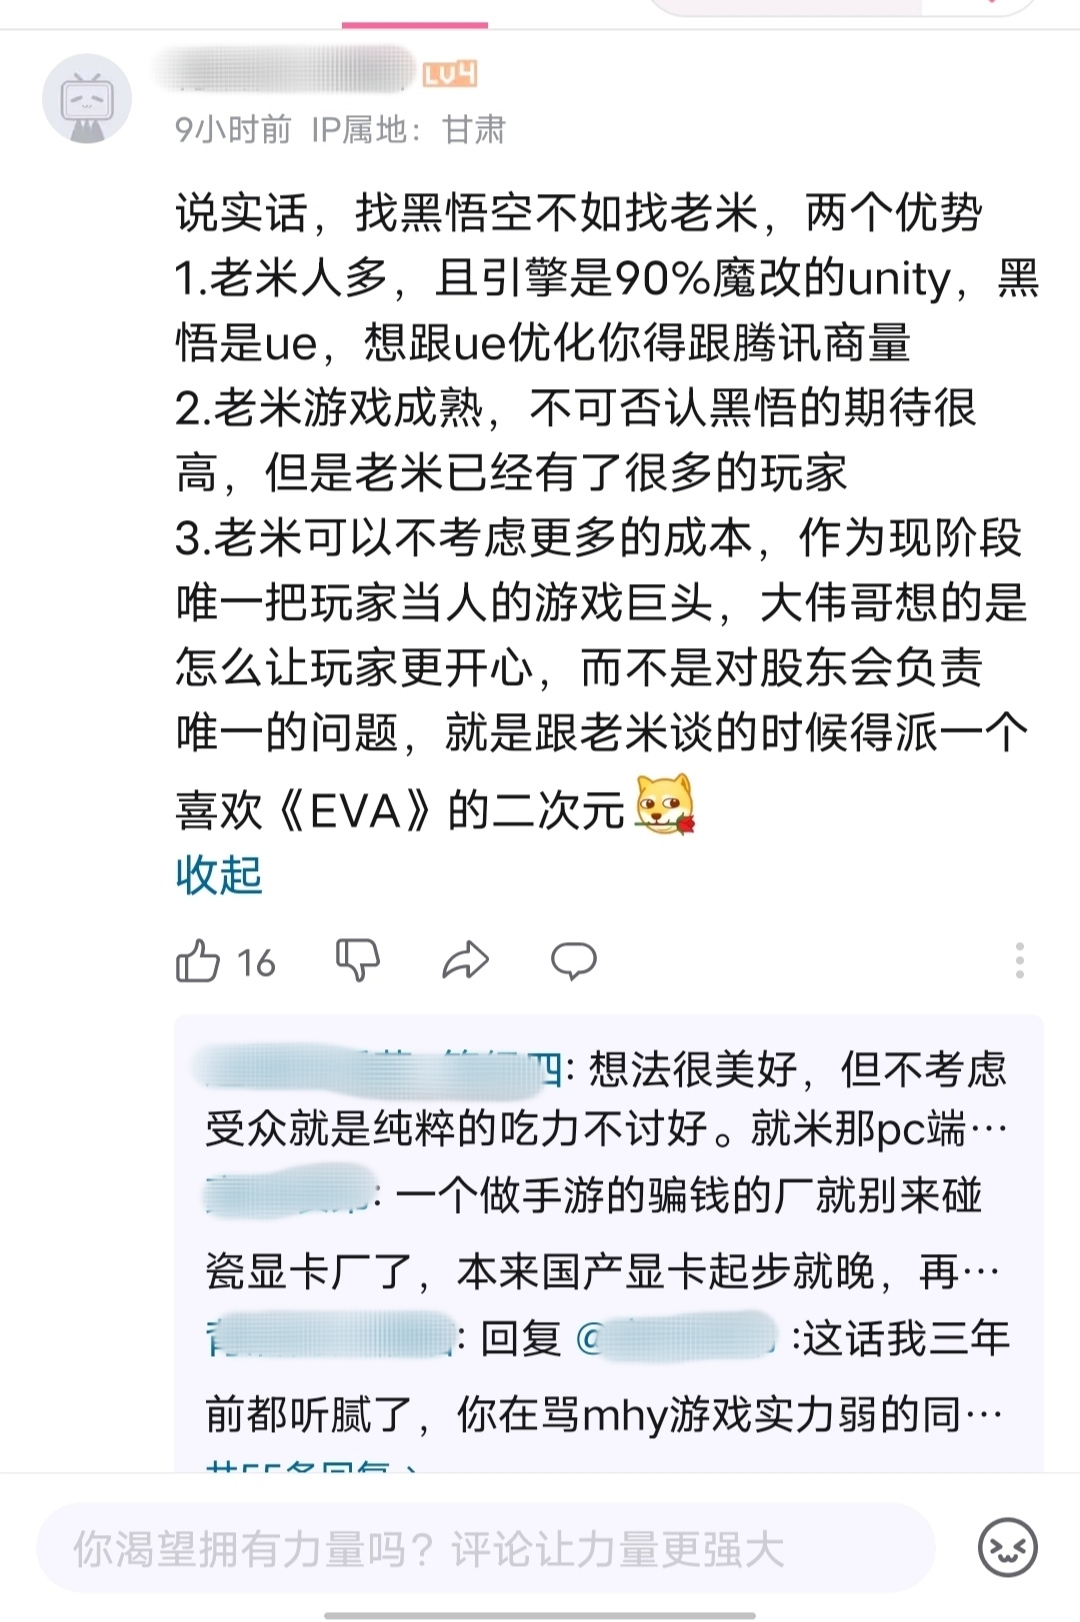 LV4
9小时前 IP属地：甘肃
说实话，找黑悟空不如找老米，两个优势
1.老米人多，且引擎是90%魔改的unity，黑
悟是ue，想跟ue优化你得跟腾讯商量
2.老米游戏成熟，不可否认黑悟的期待很
高，但是老米已经有了很多的玩家
3.老米可以不考虑更多的成本，作为现阶段
唯一把玩家当人的游戏巨头，大伟哥想的是
怎么让玩家更开心，而不是对股东会负责
唯一的问题，就是跟老米谈的时候得派一个
喜欢《EVA》的二次元
收起
16
四: 想法很美好，但不考虑
受众就是纯粹的吃力不讨好。就米那pc端…
: 一个做手游的骗钱的厂就别来碰
瓷显卡厂了，本来国产显卡起步就晚，再…
: 回复 @ :这话我三年
前都听腻了，你在骂mhy游戏实力弱的同…
共55条回复
你渴望拥有力量吗？评论让力量更强大